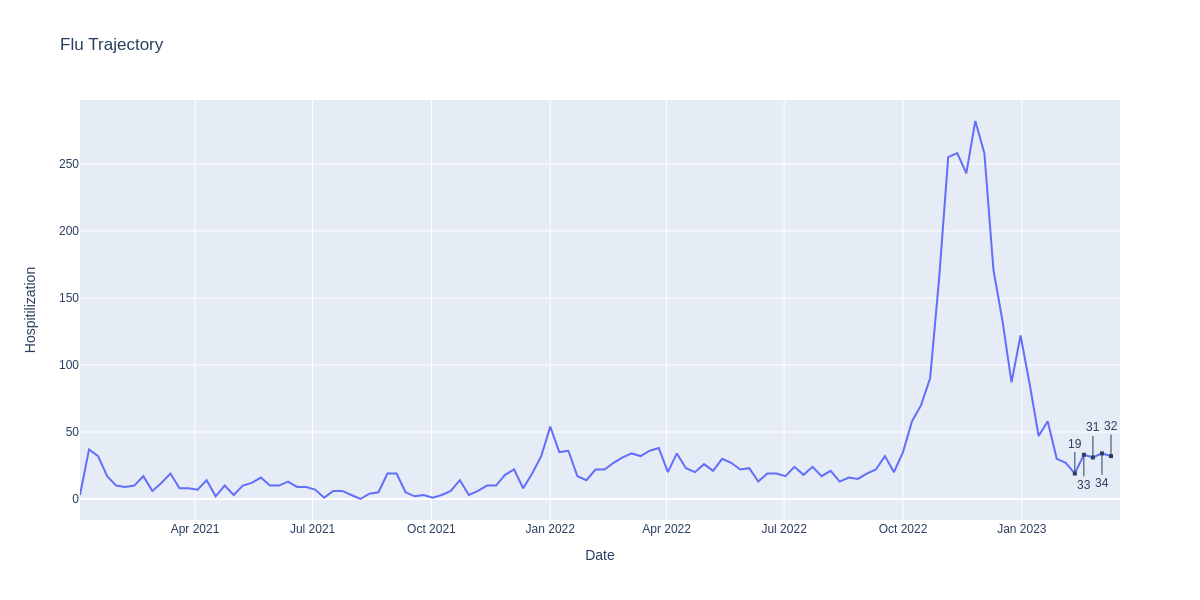 Flu Trajectory
Hospitilization
250
200
150
100
50
0
19
33
31
34
32
Apr 2021
Jul 2021
Oct 2021
Jan 2022
Apr 2022
Jul 2022
Oct 2022
Jan 2023
Date